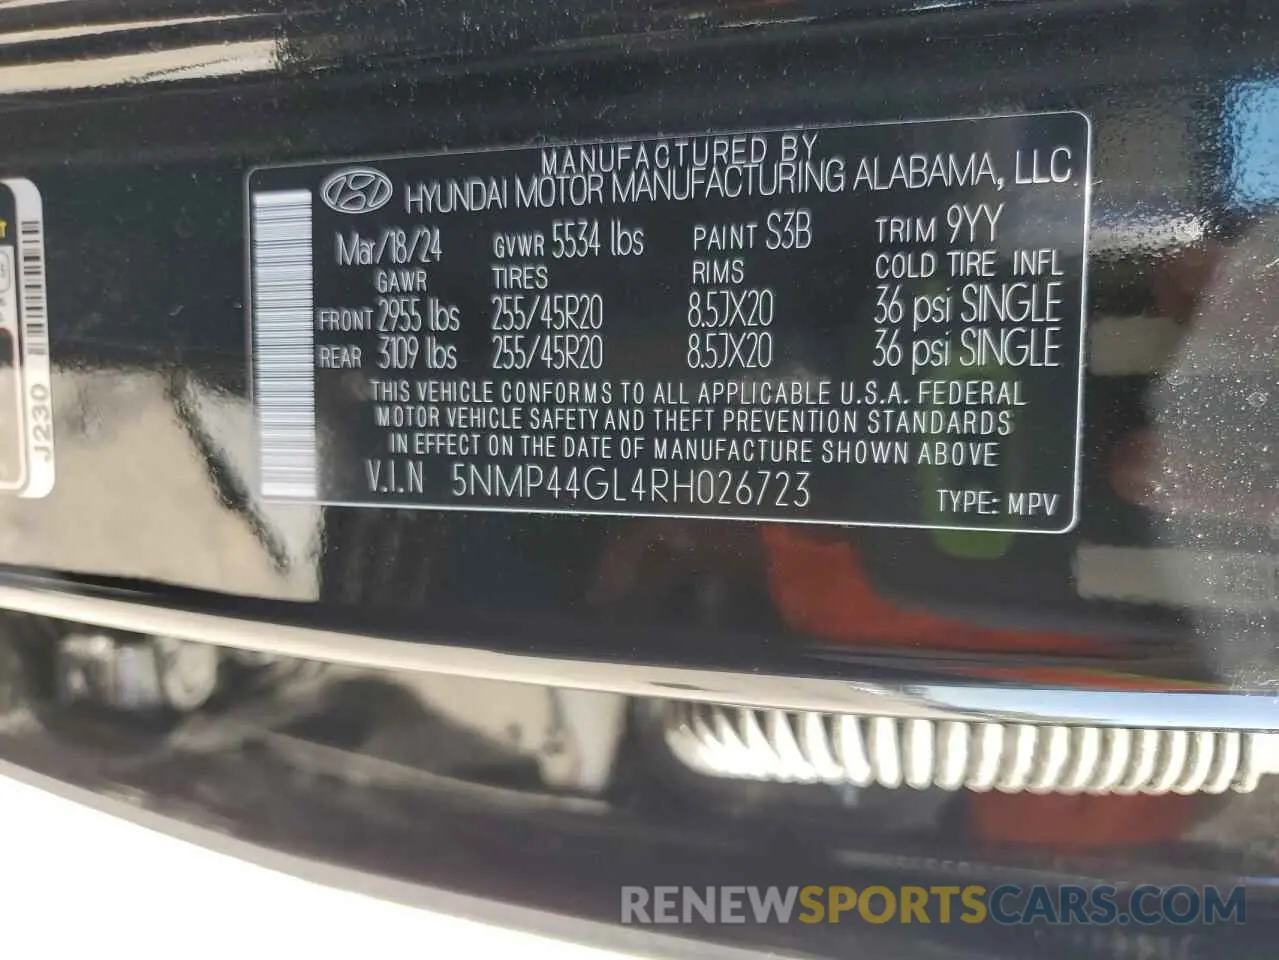 MANUFACTURED BY
HYUNDAI MOTOR MANUFACTURING ALABAMA, LLC
Mar/18/24 GVWR 5534 lbs PAINT S3B TRIM 9YY
GAWR TIRES RIMS COLD TIRE INFL
FRONT 2955 lbs 255/45R20 8.5JX20 36 psi SINGLE
REAR 3109 lbs 255/45R20 8.5JX20 36 psi SINGLE
THIS VEHICLE CONFORMS TO ALL APPLICABLE U.S.A. FEDERAL
MOTOR VEHICLE SAFETY AND THEFT PREVENTION STANDARDS
IN EFFECT ON THE DATE OF MANUFACTURE SHOWN ABOVE
V.I.N 5NMP44GL4RH026723
TYPE: MPV
J2230
RENEWSPORTSCARS.COM